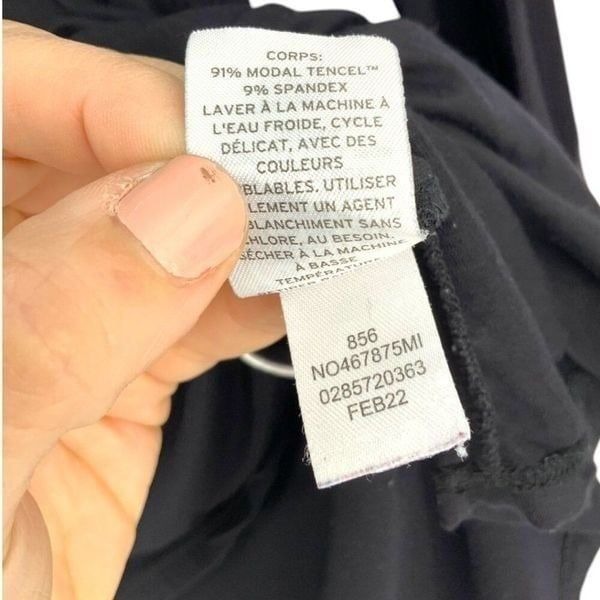 CORPS:
91% MODAL TENCEL™
9% SPANDEX
LAVER À LA MACHINE À
L'EAU FROIDE, CYCLE
DÉLICAT, AVEC DES
COULEURS
BLABLES. UTILISER
LEMENT UN AGENT
BLANCHIMENT SANS
HLORE, AU BESOIN.
SÉCHER À LA MACHINE
À BASSE
TEMPÉRATURE
856
NO467875MI
0285720363
FEB22